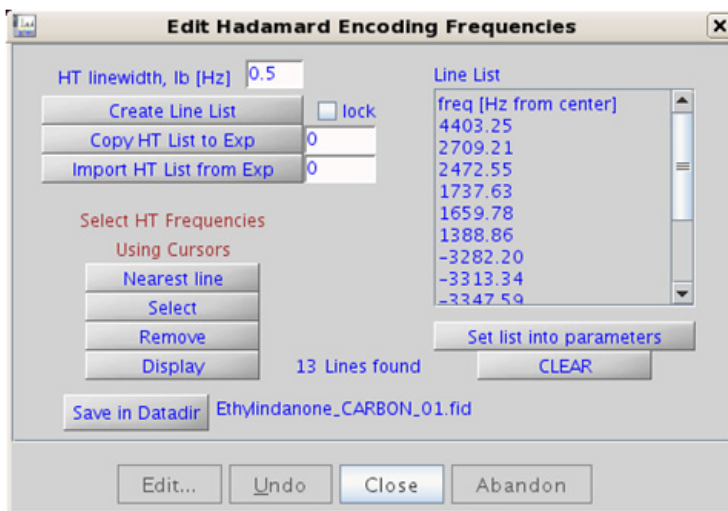 Edit Hadamard Encoding Frequencies
HT linewidth, lb [Hz] 0.5
Create Line List lock
Copy HT List to Exp 0
Import HT List from Exp 0
Select HT Frequencies
Using Cursors
Nearest line
Select
Remove
Display
13 Lines found
Save in Datadir Ethylindanone_CARBON_01.fid
Line List
freq [Hz from center]
4403.25
2709.21
2472.55
1737.63
1659.78
1388.86
-3282.20
-3313.34
-3347.59
Set list into parameters
CLEAR
Edit... Undo Close Abandon